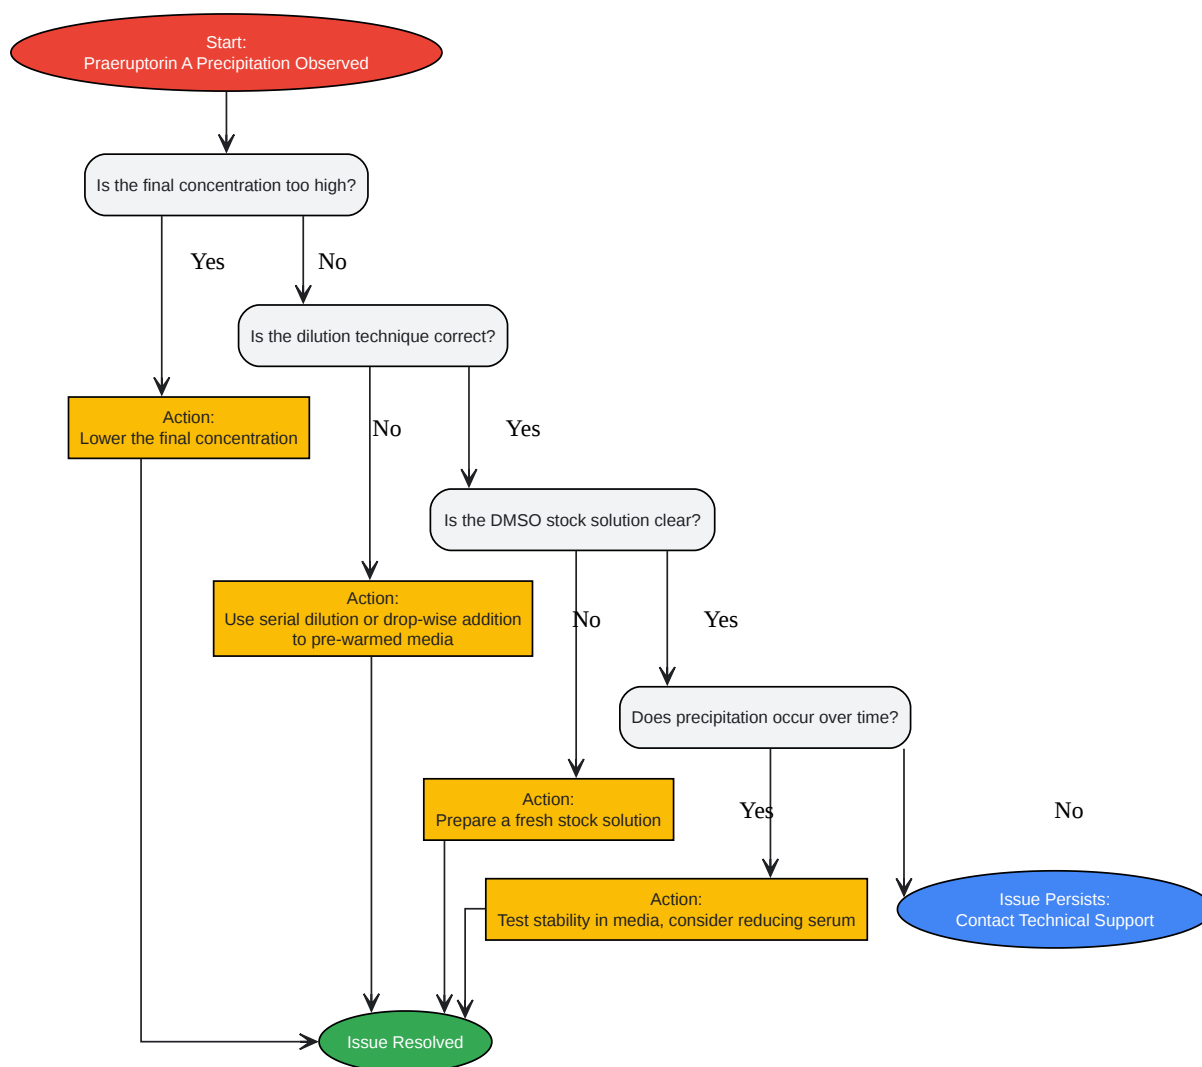 Start:
Praeruptorin A Precipitation Observed
Is the final concentration too high?
Yes
No
Is the dilution technique correct?
Action:
Lower the final concentration
No
Yes
Is the DMSO stock solution clear?
Action:
Use serial dilution or drop-wise addition
to pre-warmed media
No
Yes
Does precipitation occur over time?
Action:
Prepare a fresh stock solution
Yes
No
Action:
Test stability in media, consider reducing serum
Issue Persists:
Contact Technical Support
Issue Resolved